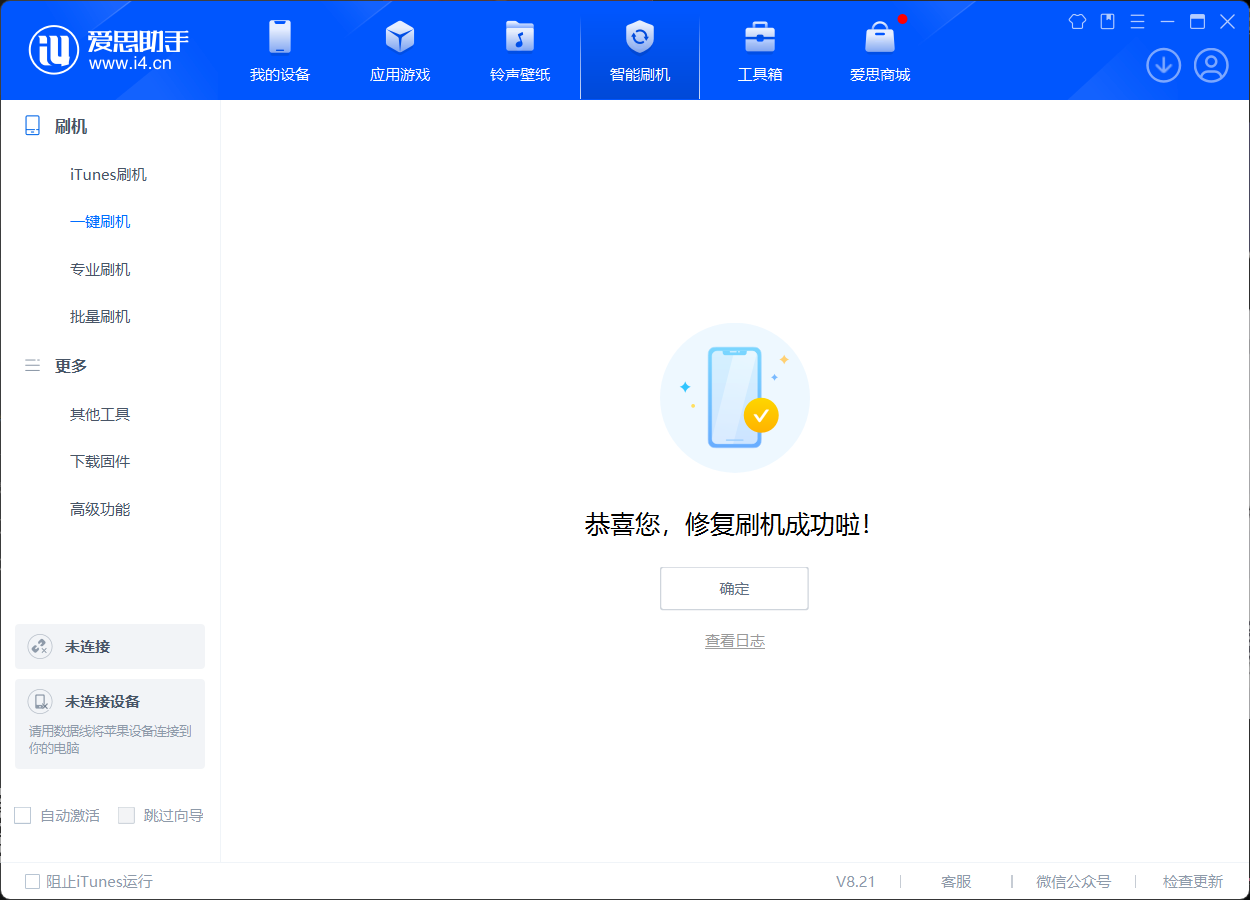 爱思助手
www.i4.cn
我的设备
应用游戏
铃声壁纸
智能刷机
工具箱
爱思商城
刷机
iTunes刷机
一键刷机
专业刷机
批量刷机
更多
其他工具
下载固件
高级功能
恭喜您，修复刷机成功啦！
确定
查看日志
未连接
未连接设备
请用数据线将苹果设备连接到
你的电脑
自动激活 跳过向导
阻止iTunes运行
V8.21 客服 微信公众号 检查更新